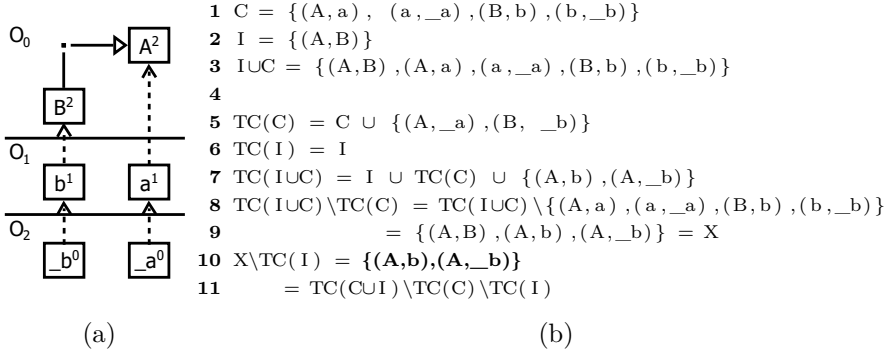 O₀
A²
B²
O₁
b¹ a¹
O₂
_b⁰ _a⁰
(a)
1 C = {(A,a), (a,_a),(B,b),(b,_b)}
2 I = {(A,B)}
3 I∪C = {(A,B),(A,a),(a,_a),(B,b),(b,_b)}
4
5 TC(C) = C ∪ {(A,_a),(B, _b)}
6 TC(I) = I
7 TC(I∪C) = I ∪ TC(C) ∪ {(A,b),(A,_b)}
8 TC(I∪C)\TC(C) = TC(I∪C)\{(A,a),(a,_a),(B,b),(b,_b)}
9 = {(A,B),(A,b),(A,_b)} = X
10 X\TC(I) = {(A,b),(A,_b)}
11 = TC(C∪I)\TC(C)\TC(I)
(b)